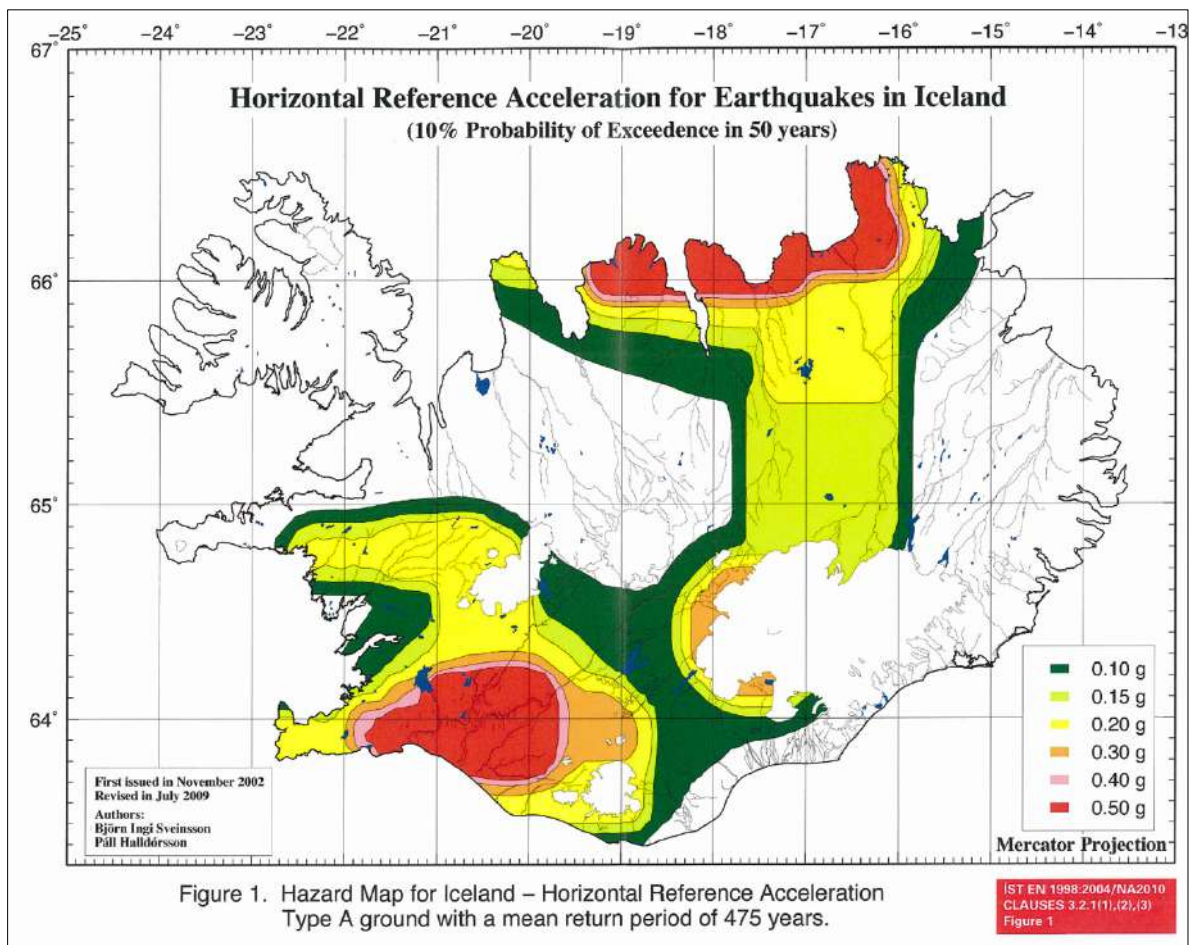 −25° −24° −23° −22° −21° −20° −19° −18° −17° −16° −15° −14° −13°
67°
Horizontal Reference Acceleration for Earthquakes in Iceland
(10% Probability of Exceedence in 50 years)
66°
65°
64°
0.10 g
0.15 g
0.20 g
0.30 g
0.40 g
0.50 g
First issued in November 2002
Revised in July 2009
Authors:
Björn Ingi Sveinsson
Páll Halldórsson
Mercator Projection
Figure 1. Hazard Map for Iceland – Horizontal Reference Acceleration
Type A ground with a mean return period of 475 years.
ÍST EN 1998:2004/NA2010
CLAUSES 3.2.1(1),(2),(3)
Figure 1